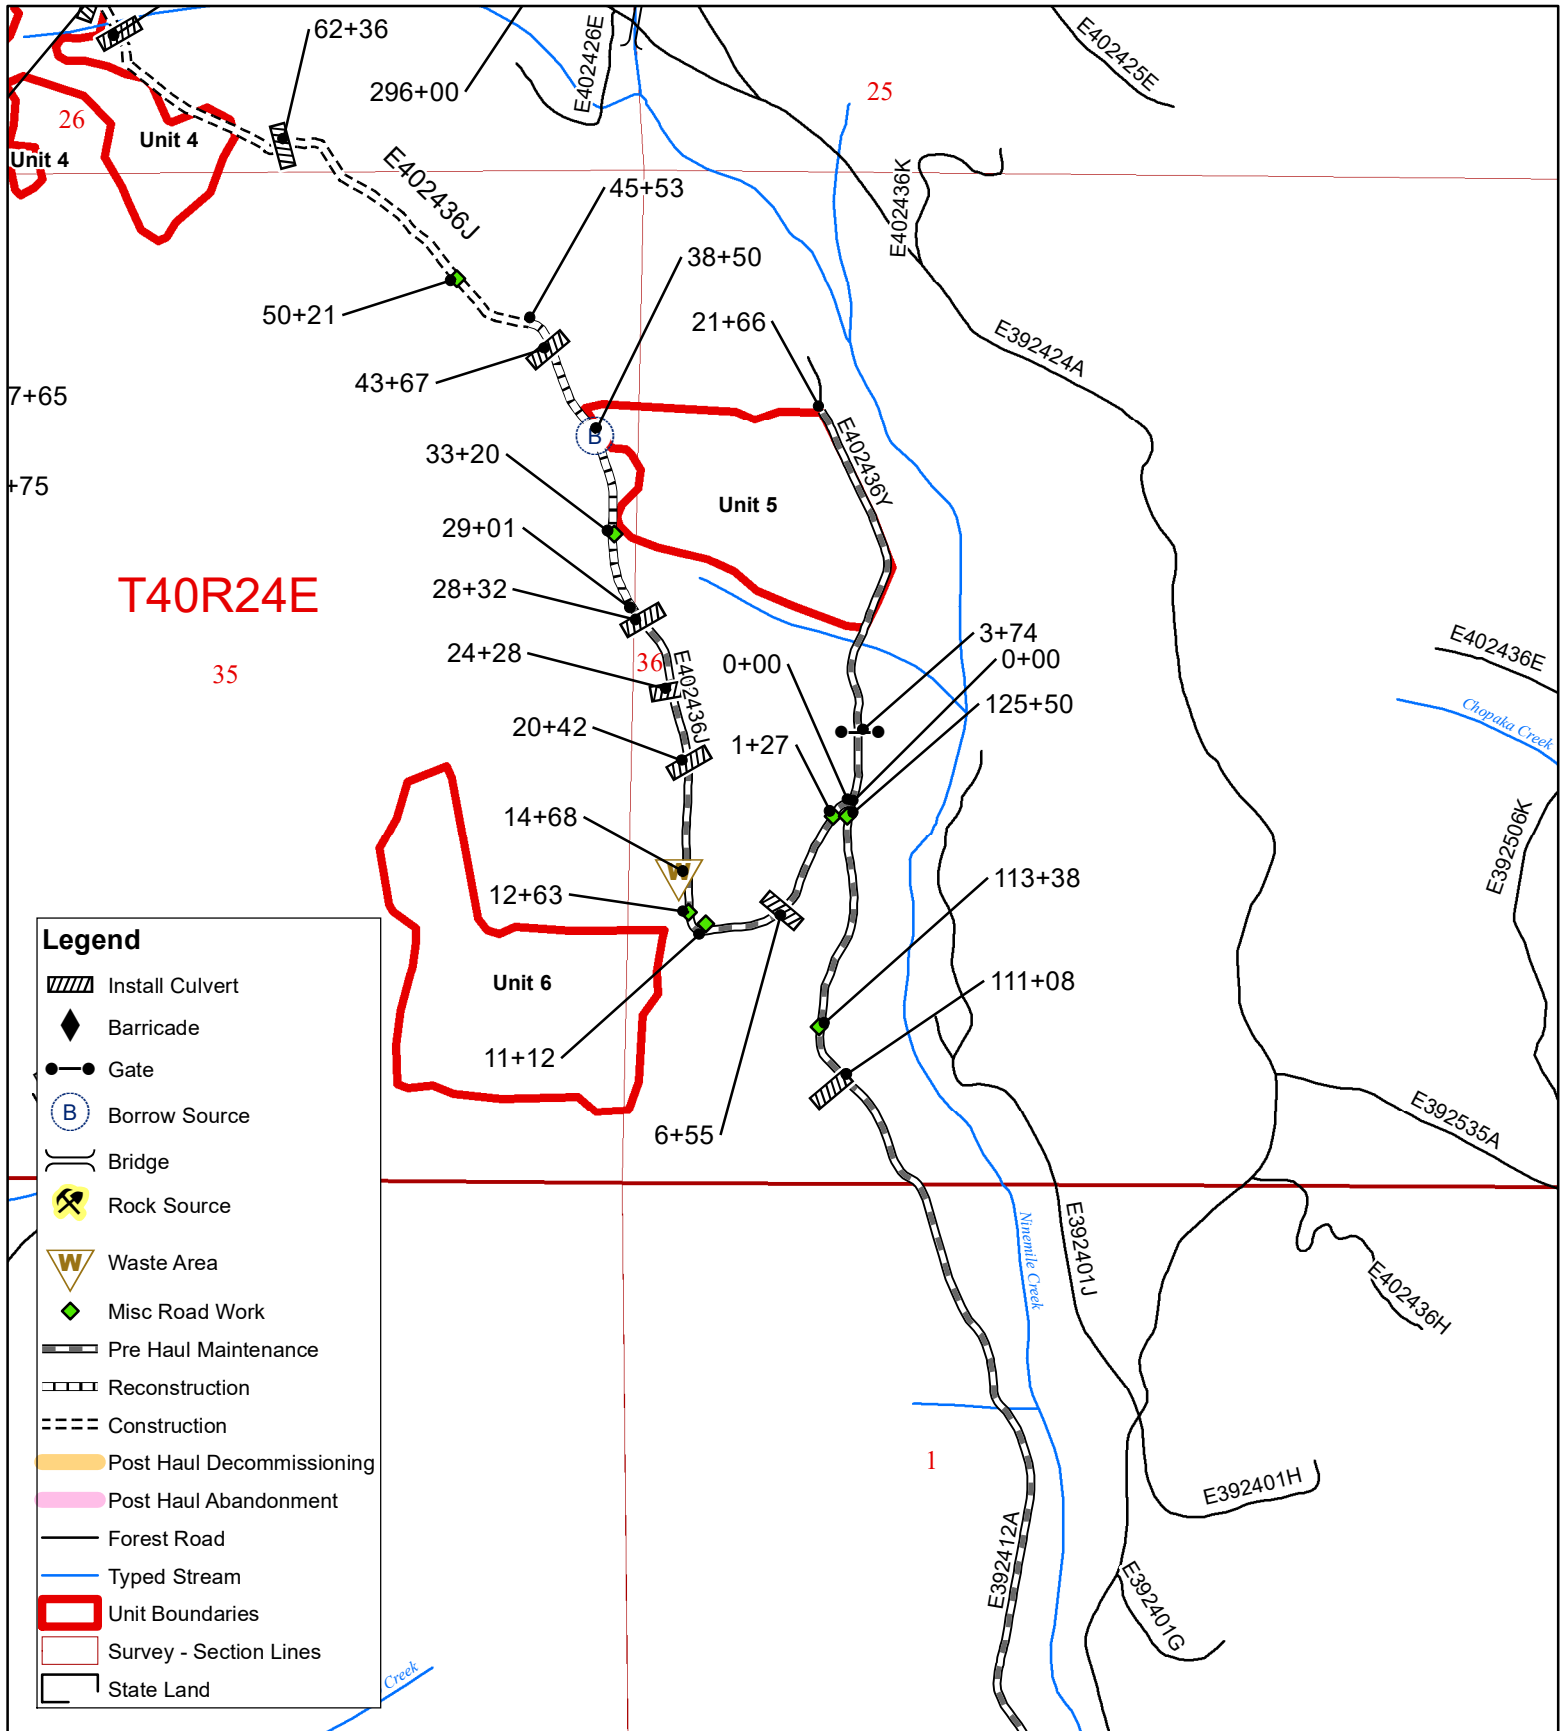 62+36
296+00
E402426E
E402425E
25
26
Unit 4
Unit 4
E402436J
E402436K
45+53
38+50
50+21
21+66
E392424A
43+67
7+65
33+20
E402436Y
+75
Unit 5
29+01
T40R24E
28+32
3+74
E402436E
24+28
36
0+00
0+00
35
E402436J
125+50
Chopaka Creek
20+42
1+27
14+68
W
B
E392506K
12+63
113+38
Unit 6
111+08
11+12
6+55
E392535A
Legend
Install Culvert
Barricade
Gate
B
Borrow Source
Bridge
Rock Source
W
Waste Area
Misc Road Work
Pre Haul Maintenance
Reconstruction
Construction
Post Haul Decommissioning
Post Haul Abandonment
Forest Road
Typed Stream
Unit Boundaries
Survey - Section Lines
State Land
Ninemile Creek
E392401J
E402436H
1
E392401H
E392412A
E392401G
Creek